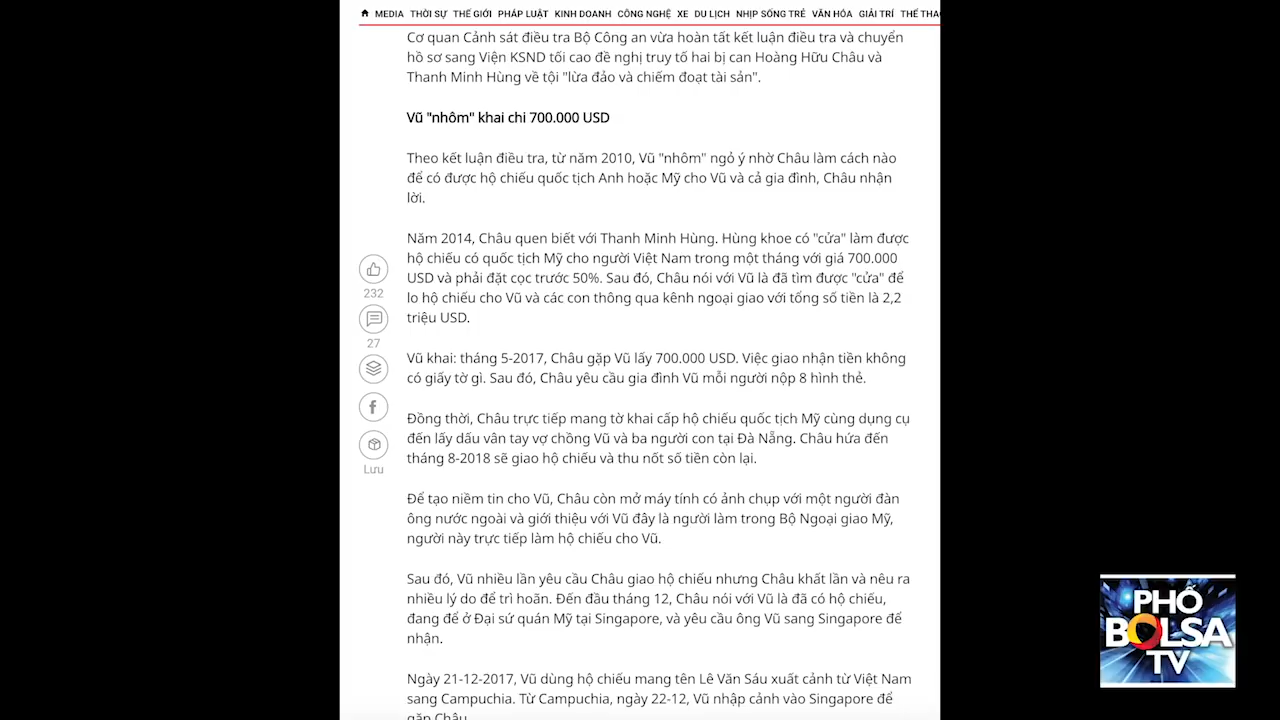 MEDIA THỜI SỰ THẾ GIỚI PHÁP LUẬT KINH DOANH CÔNG NGHỆ XE DU LỊCH NHỊP SỐNG TRẺ VĂN HÓA GIẢI TRÍ THỂ THAO
Cơ quan Cảnh sát điều tra Bộ Công an vừa hoàn tất kết luận điều tra và chuyển
hồ sơ sang Viện KSND tối cao đề nghị truy tố hai bị can Hoàng Hữu Châu và
Thanh Minh Hùng về tội "lừa đảo và chiếm đoạt tài sản".
Vũ "nhôm" khai chi 700.000 USD
Theo kết luận điều tra, từ năm 2010, Vũ "nhôm" ngỏ ý nhờ Châu làm cách nào
để có được hộ chiếu quốc tịch Anh hoặc Mỹ cho Vũ và cả gia đình, Châu nhận
lời.
Năm 2014, Châu quen biết với Thanh Minh Hùng. Hùng khoe có "cửa" làm được
hộ chiếu có quốc tịch Mỹ cho người Việt Nam trong một tháng với giá 700.000
USD và phải đặt cọc trước 50%. Sau đó, Châu nói với Vũ là đã tìm được "cửa" để
lo hộ chiếu cho Vũ và các con thông qua kênh ngoại giao với tổng số tiền là 2,2
triệu USD.
232
27
Lưu
Vũ khai: tháng 5-2017, Châu gặp Vũ lấy 700.000 USD. Việc giao nhận tiền không
có giấy tờ gì. Sau đó, Châu yêu cầu gia đình Vũ mỗi người nộp 8 hình thẻ.
Đồng thời, Châu trực tiếp mang tờ khai cấp hộ chiếu quốc tịch Mỹ cùng dụng cụ
đến lấy dấu vân tay vợ chồng Vũ và ba người con tại Đà Nẵng. Châu hứa đến
tháng 8-2018 sẽ giao hộ chiếu và thu nốt số tiền còn lại.
Để tạo niềm tin cho Vũ, Châu còn mở máy tính có ảnh chụp với một người đàn
ông nước ngoài và giới thiệu với Vũ đây là người làm trong Bộ Ngoại giao Mỹ,
người này trực tiếp làm hộ chiếu cho Vũ.
Sau đó, Vũ nhiều lần yêu cầu Châu giao hộ chiếu nhưng Châu khất lần và nêu ra
nhiều lý do để trì hoãn. Đến đầu tháng 12, Châu nói với Vũ là đã có hộ chiếu,
đang để ở Đại sứ quán Mỹ tại Singapore, và yêu cầu ông Vũ sang Singapore để
nhận.
Ngày 21-12-2017, Vũ dùng hộ chiếu mang tên Lê Văn Sáu xuất cảnh từ Việt Nam
sang Campuchia. Từ Campuchia, ngày 22-12, Vũ nhập cảnh vào Singapore để
gặp Châu
PHỐ
BOLSA
TV